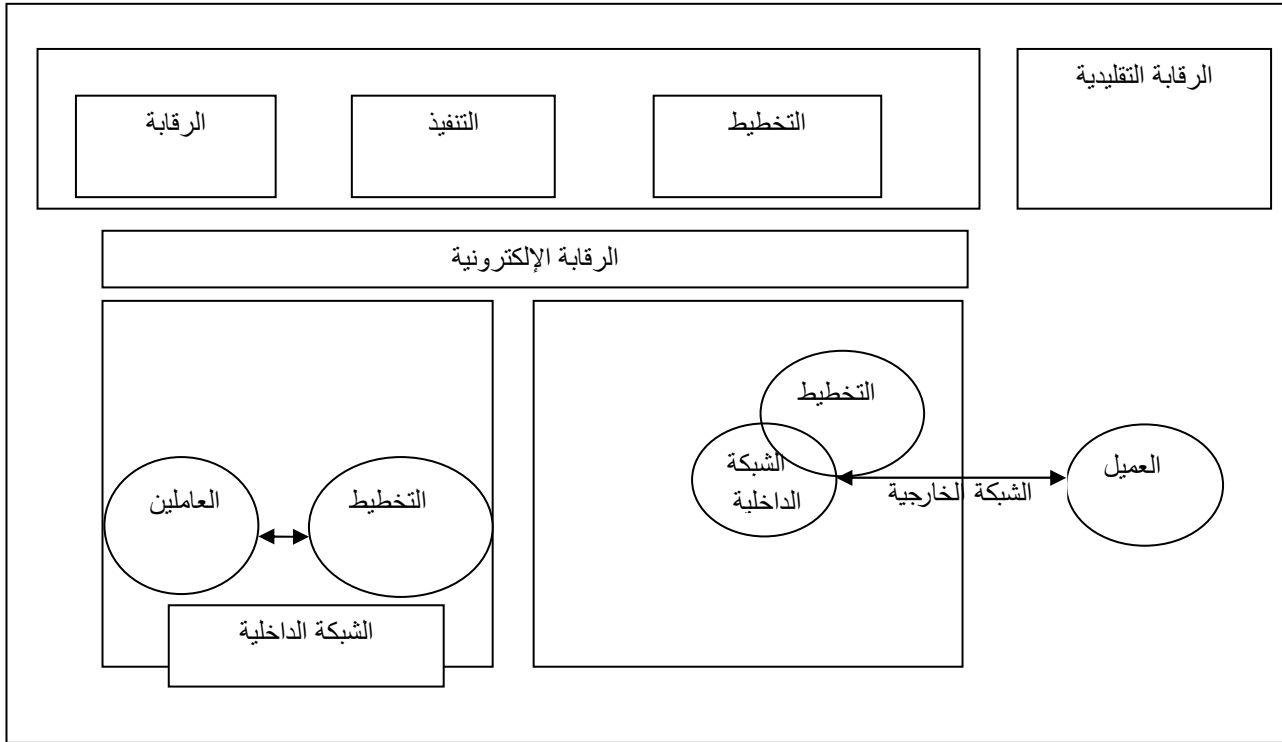 الرقابة التقليدية
التخطيط
التنفيذ
الرقابة
الرقابة الإلكترونية
التخطيط
الشبكة
الداخلية
الشبكة الخارجية
العميل
التخطيط
العاملين
الشبكة الداخلية